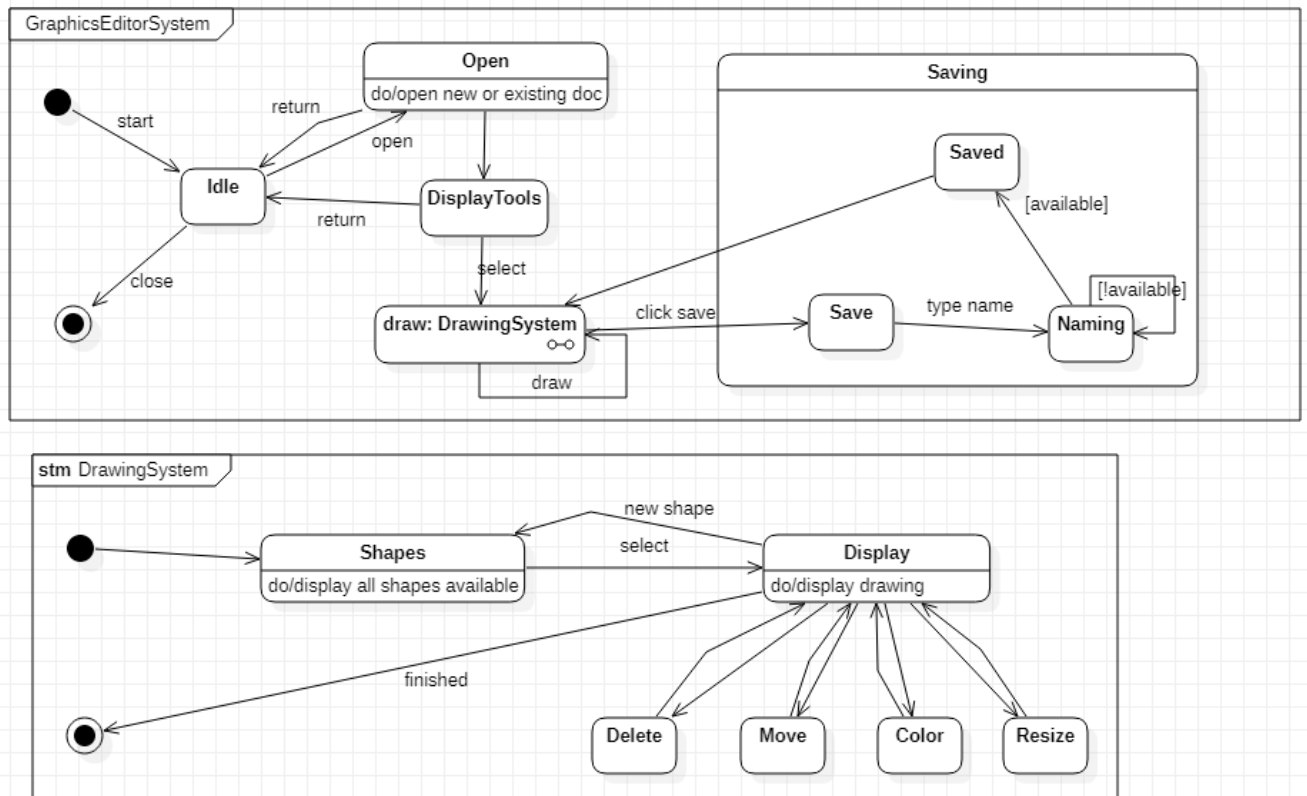 GraphicsEditorSystem
Open
do/open new or existing doc
Saving
return
start
open
Saved
Idle
DisplayTools
[available]
return
select
close
[!available]
click save
Save
type name
draw: DrawingSystem
Naming
draw
stm DrawingSystem
new shape
select
Shapes
Display
do/display all shapes available
do/display drawing
finished
Delete
Move
Color
Resize